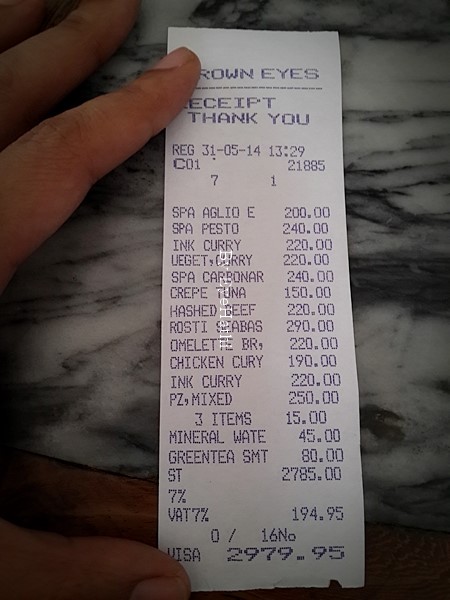 ROWN EYES
RECEIPT
THANK YOU
REG 31-05-14 13:29
C01 21885
7 1
SPA AGLIO E 200.00
SPA PESTO 240.00
INK CURRY 220.00
UEGET,CURRY 220.00
SPA CARBONAR 240.00
CREPE TUNA 150.00
HASHED BEEF 220.00
ROSTI SEABAS 290.00
OMELETTE BR, 220.00
CHICKEN CURY 190.00
INK CURRY 220.00
PZ,MIXED 250.00
3 ITEMS 15.00
MINERAL WATE 45.00
GREENTEA SMT 80.00
ST 2785.00
7%
VAT7% 194.95
0 / 16No
VISA 2979.95